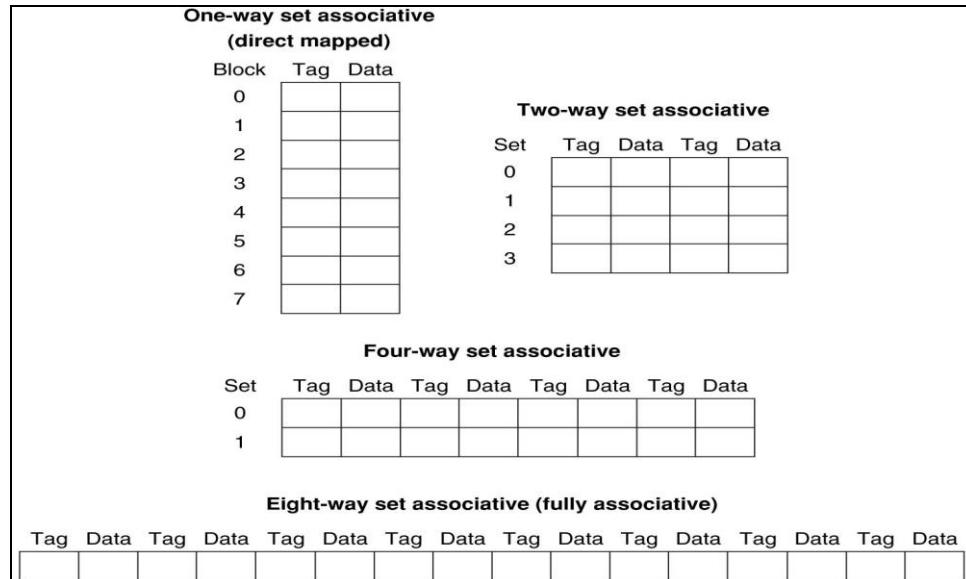 One-way set associative
(direct mapped)
Block Tag Data
0
1
2
3
4
5
6
7
Two-way set associative
Set Tag Data Tag Data
0
1
2
3
Four-way set associative
Set Tag Data Tag Data Tag Data Tag Data
0
1
Eight-way set associative (fully associative)
Tag Data Tag Data Tag Data Tag Data Tag Data Tag Data Tag Data Tag Data